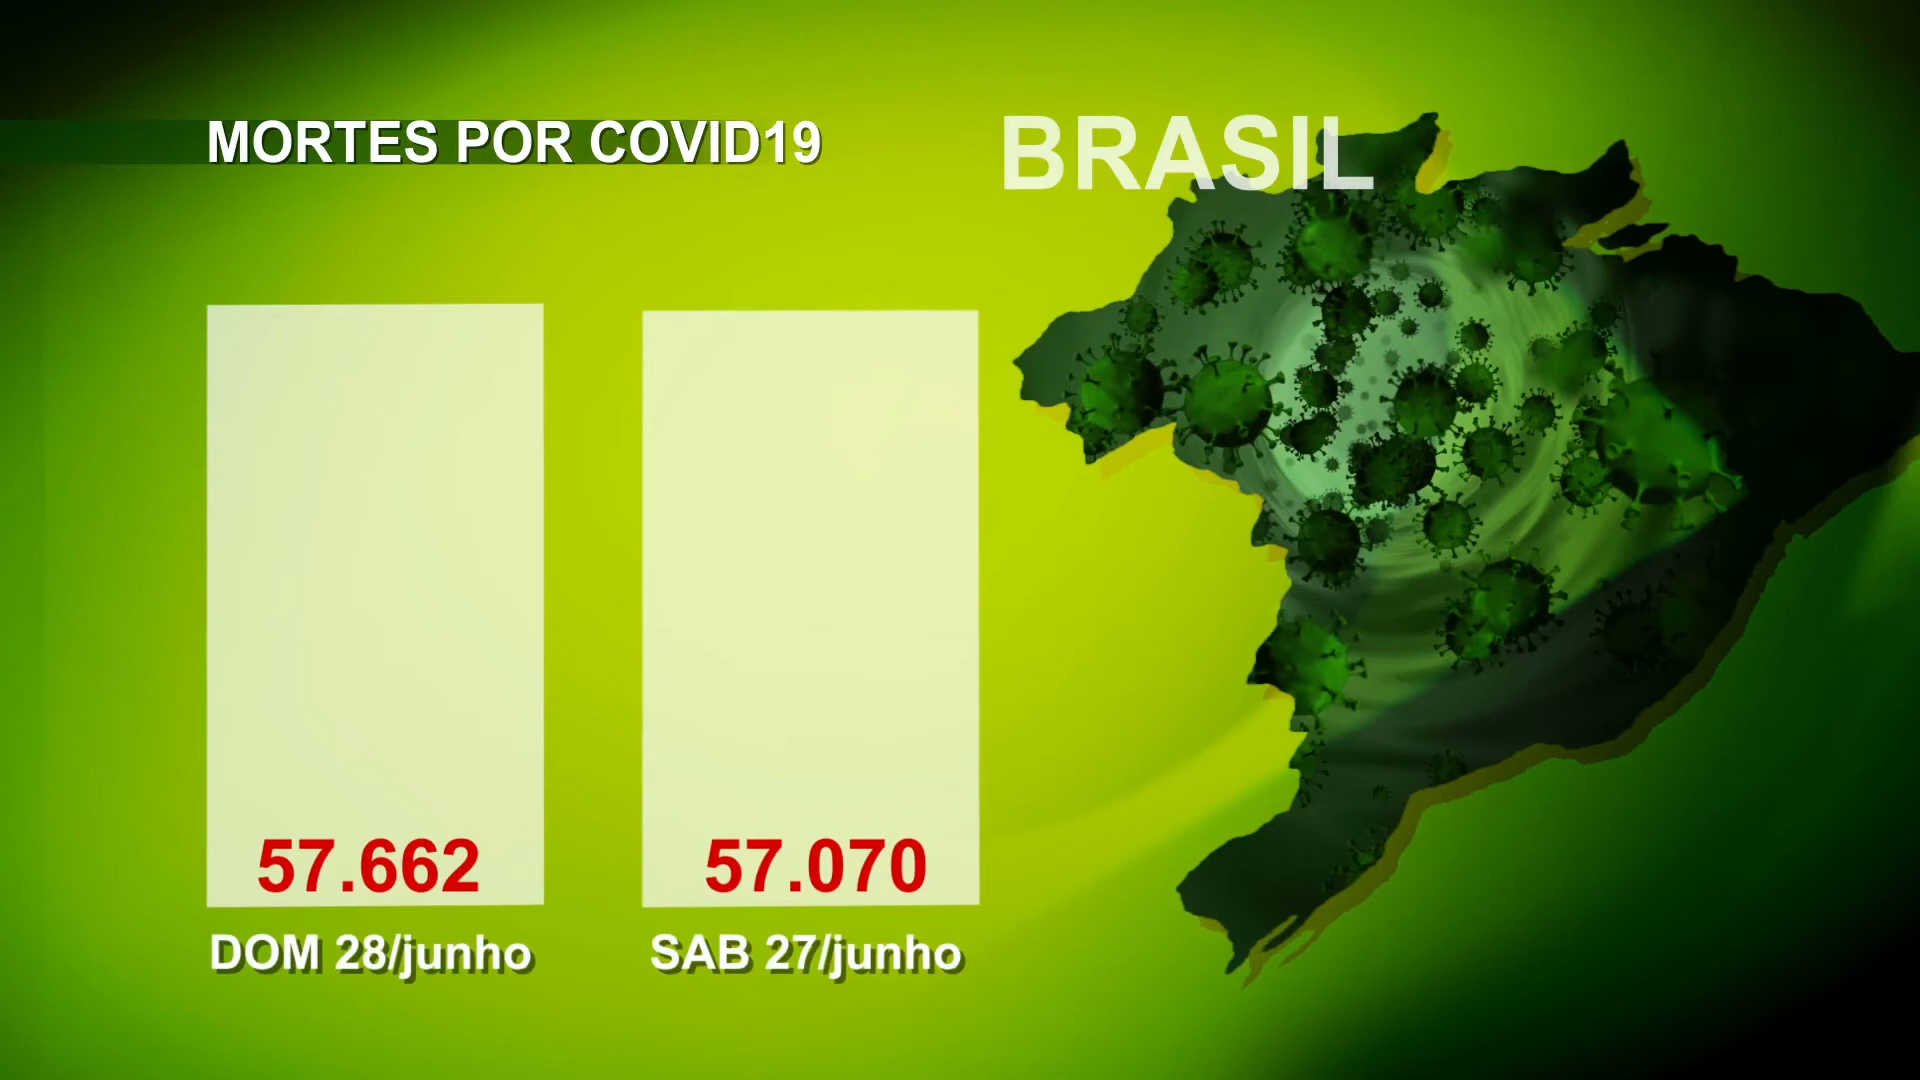 MORTES POR COVID19
BRASIL
57.662
57.070
DOM 28/junho
SAB 27/junho